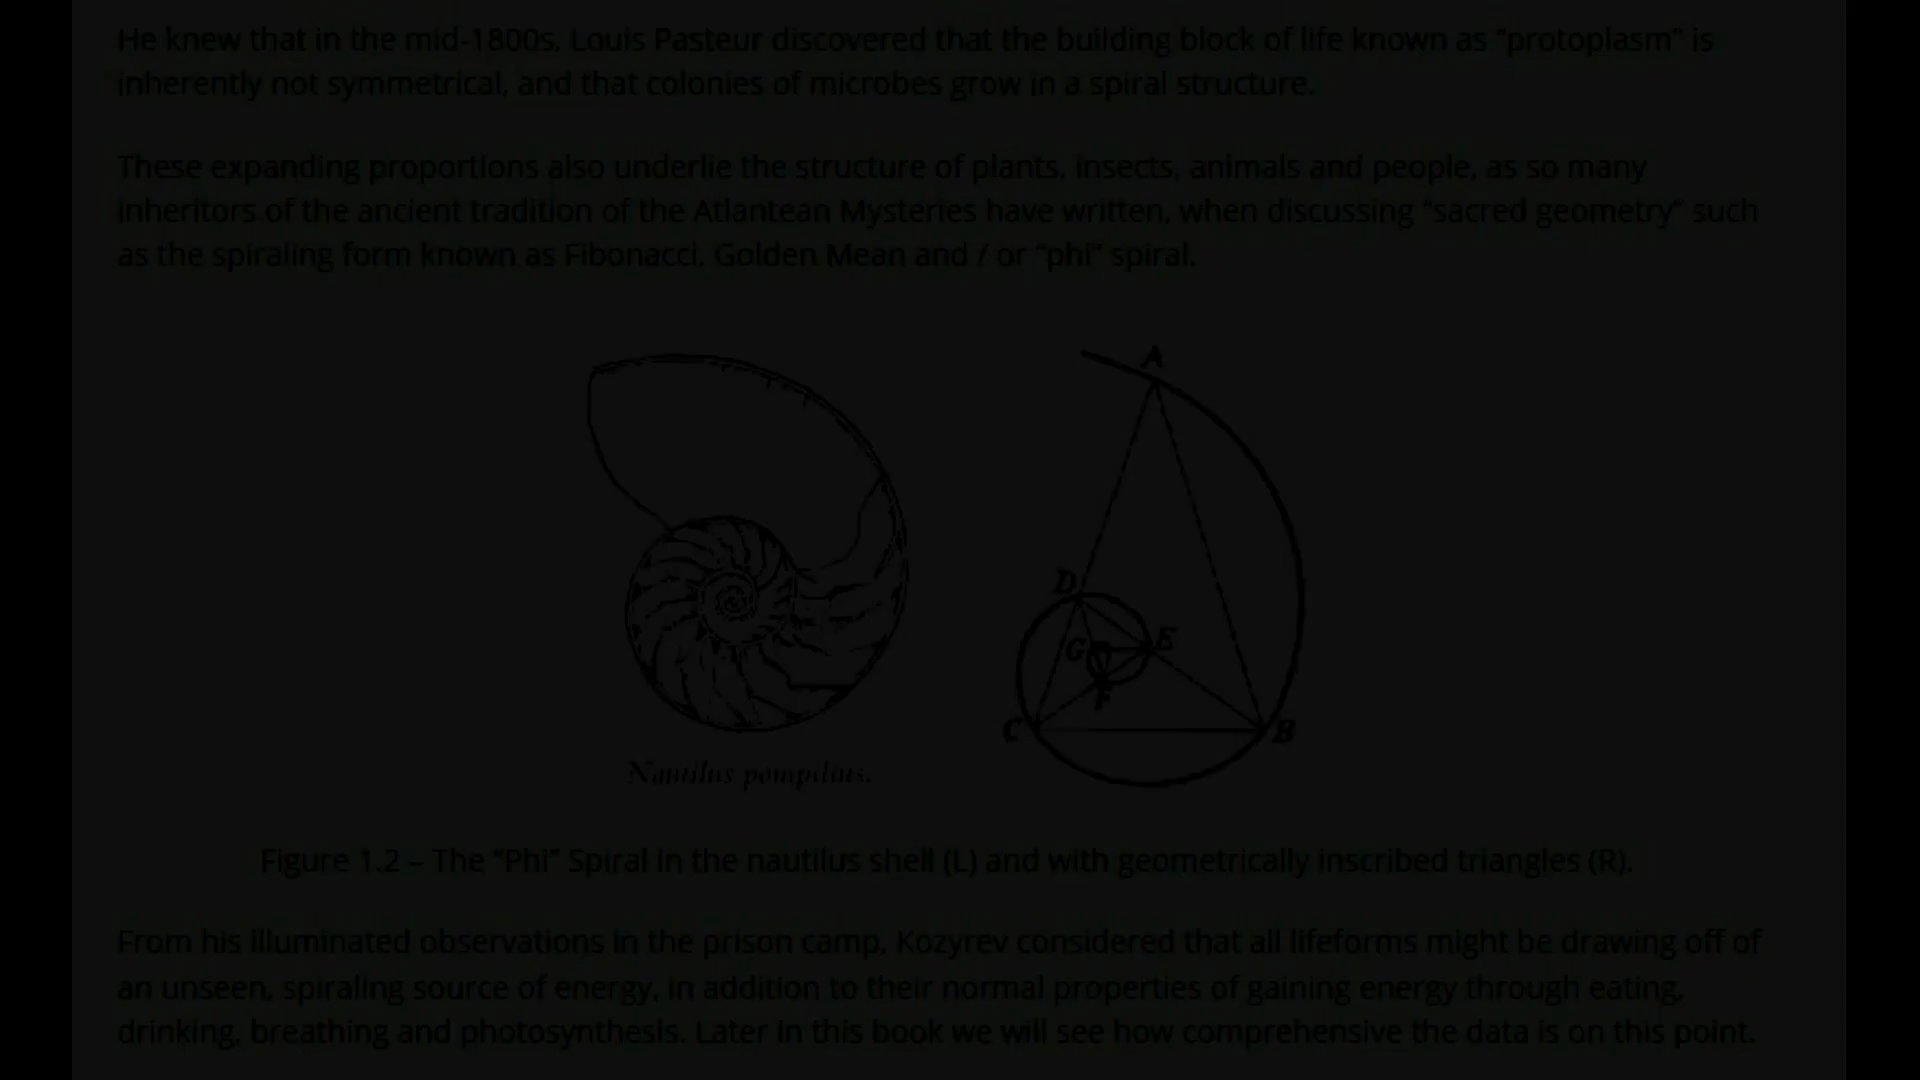 He knew that in the mid-1800s, Louis Pasteur discovered that the building block of life known as “protoplasm” is
inherently not symmetrical, and that colonies of microbes grow in a spiral structure.
These expanding proportions also underlie the structure of plants, insects, animals and people, as so many
inheritors of the ancient tradition of the Atlantean Mysteries have written, when discussing “sacred geometry” such
as the spiraling form known as Fibonacci, Golden Mean and / or “phi” spiral.
A
D
G
E
F
C
B
Nautilus pompilius.
Figure 1.2 – The “Phi” Spiral in the nautilus shell (L) and with geometrically inscribed triangles (R).
From his illuminated observations in the prison camp, Kozyrev considered that all lifeforms might be drawing off of
an unseen, spiraling source of energy, in addition to their normal properties of gaining energy through eating,
drinking, breathing and photosynthesis. Later in this book we will see how comprehensive the data is on this point.